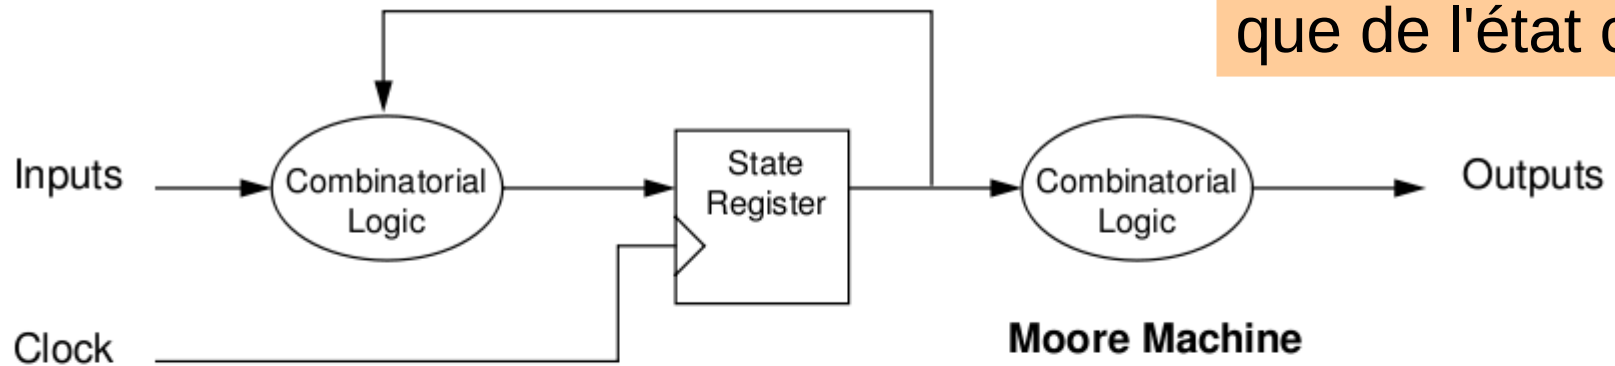 que de l'état
Inputs
Combinatorial
Logic
State
Register
Combinatorial
Logic
Outputs
Clock
Moore Machine